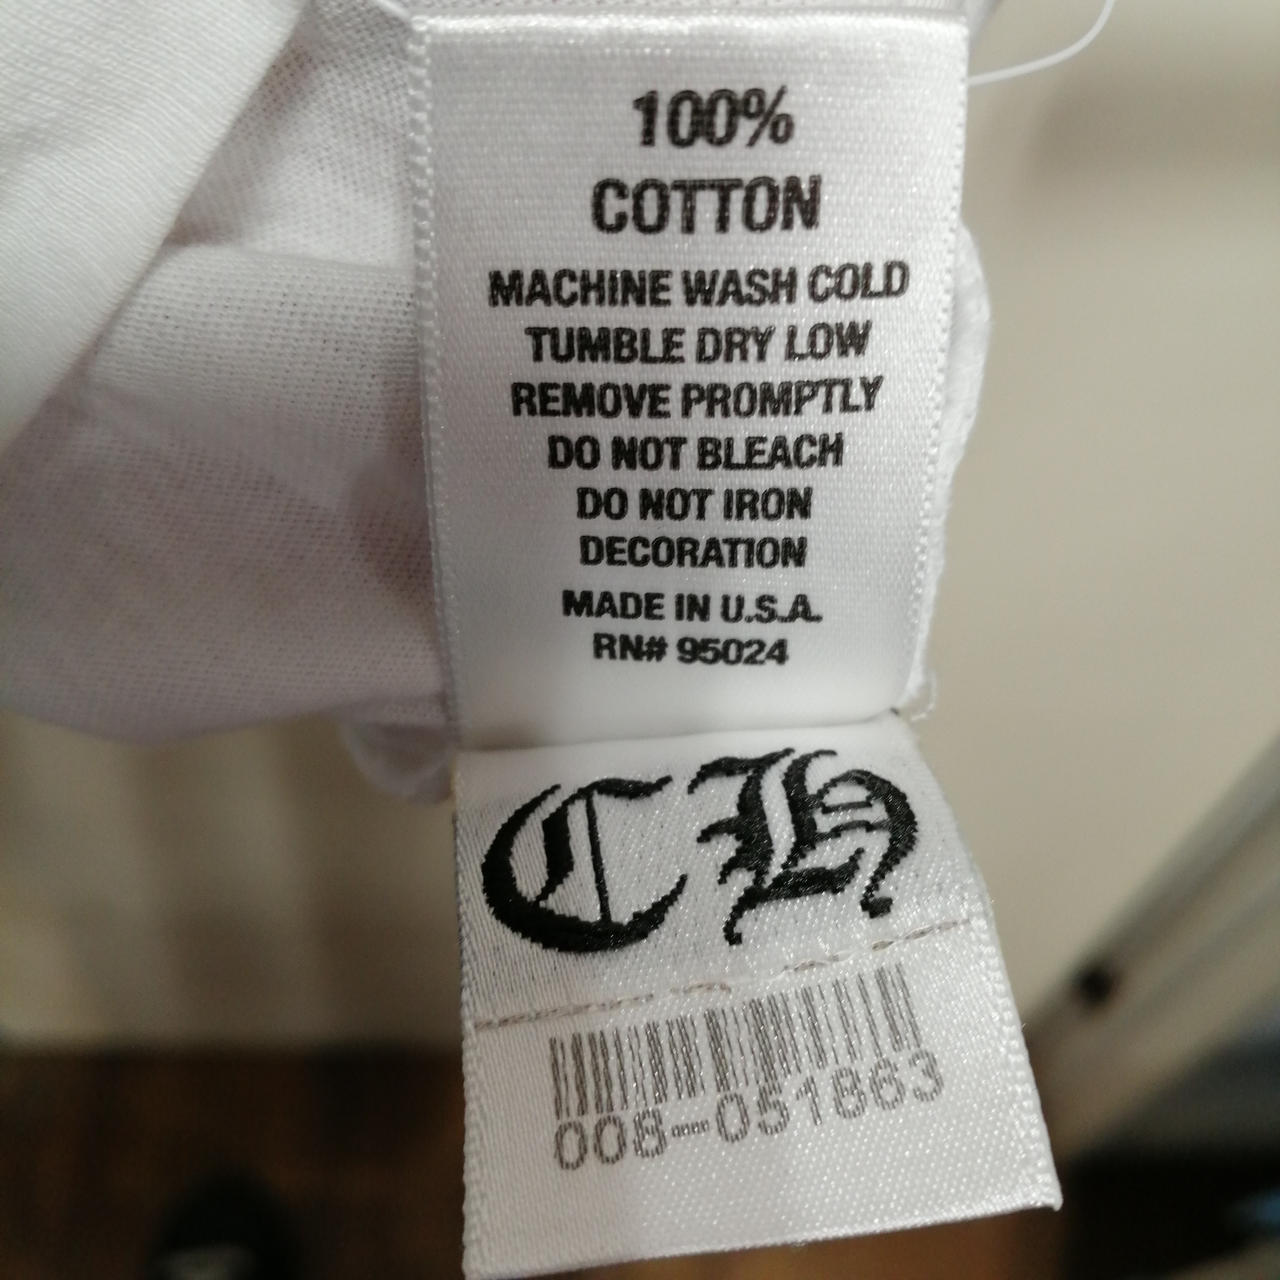 100%
COTTON
MACHINE WASH COLD
TUMBLE DRY LOW
REMOVE PROMPTLY
DO NOT BLEACH
DO NOT IRON
DECORATION
MADE IN U.S.A.
RN# 95024
CH
008-051863